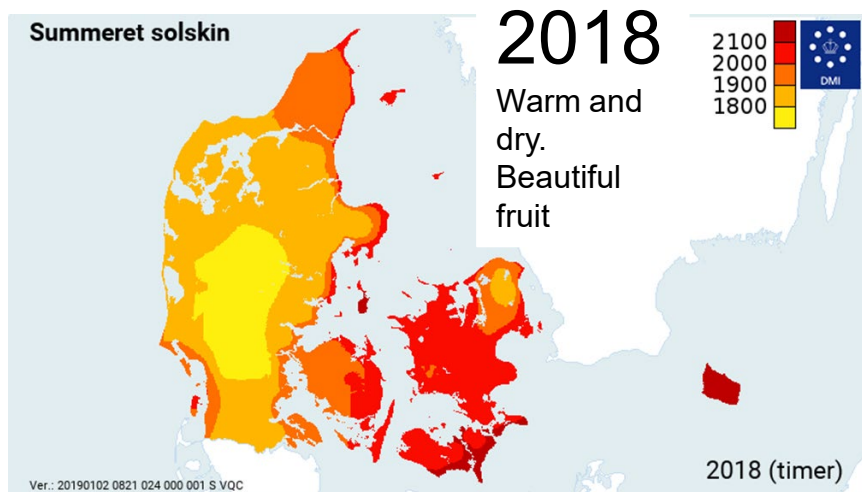 Summeret solskin
2018
Warm and
dry.
Beautiful
fruit
2100
2000
1900
1800
DMI
2018 (timer)
Ver.: 20190102 0821 024 000 001 S VQC